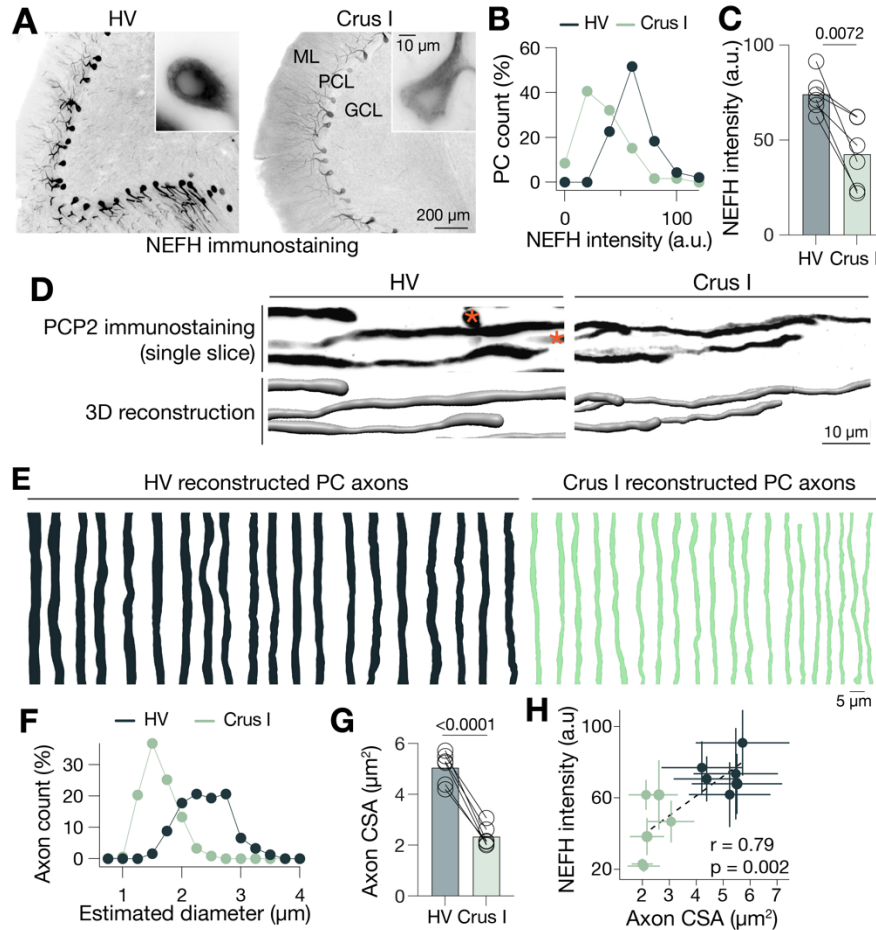 A
HV
Crus I
10 µm
ML
PCL
GCL
200 µm
NEFH immunostaining
B
HV Crus I
PC count (%)
60
40
20
0
0 100
NEFH intensity (a.u.)
C
0.0072
NEFH intensity (a.u.)
100
50
0
HV Crus I
D
HV
Crus I
PCP2 immunostaining
(single slice)
*
*
3D reconstruction
10 µm
E
HV reconstructed PC axons
Crus I reconstructed PC axons
5 µm
F
HV Crus I
Axon count (%)
30
20
10
0
1 2 3 4
Estimated diameter (µm)
G
<0.0001
Axon CSA (µm²)
6
4
2
0
HV Crus I
H
NEFH intensity (a.u)
100
80
60
40
20
r = 0.79
p = 0.002
2 3 4 5 6 7
Axon CSA (µm²)